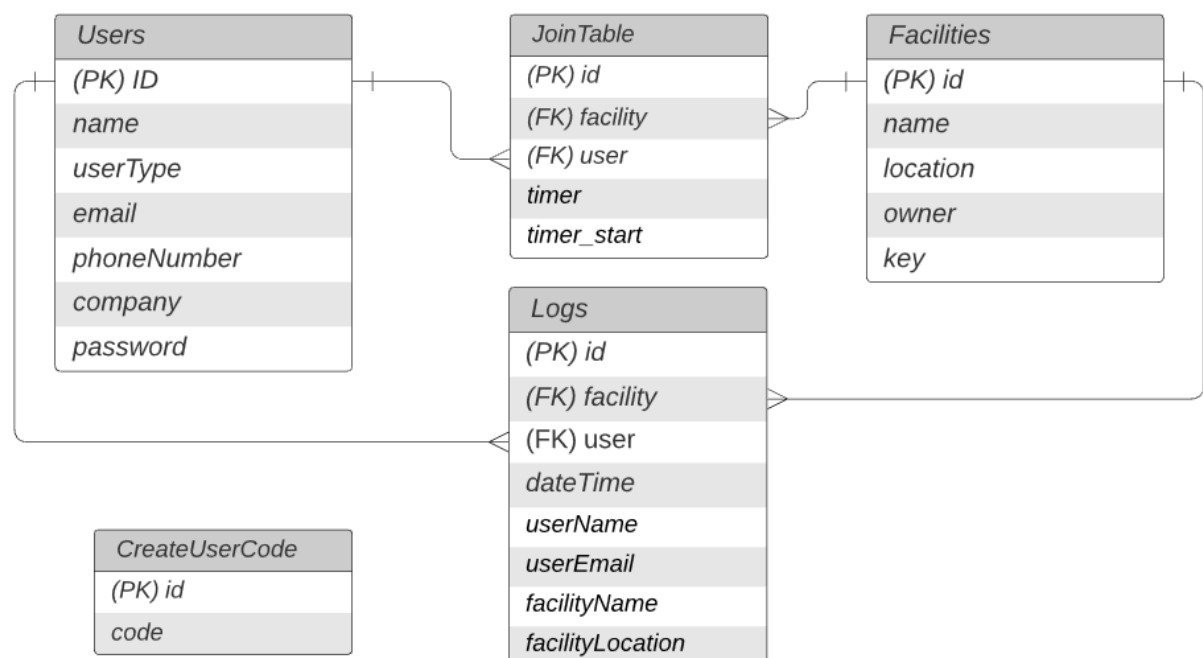 Users
(PK) ID
name
userType
email
phoneNumber
company
password
JoinTable
(PK) id
(FK) facility
(FK) user
timer
timer_start
Facilities
(PK) id
name
location
owner
key
Logs
(PK) id
(FK) facility
(FK) user
dateTime
userName
userEmail
facilityName
facilityLocation
CreateUserCode
(PK) id
code